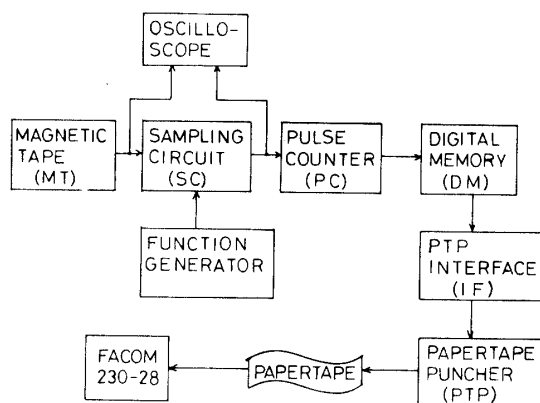 OSCILLO-
SCOPE
MAGNETIC
TAPE
(MT)
SAMPLING
CIRCUIT
(SC)
PULSE
COUNTER
(PC)
DIGITAL
MEMORY
(DM)
FUNCTION
GENERATOR
PTP
INTERFACE
(IF)
FACOM
230-28
PAPERTAPE
PAPERTAPE
PUNCHER
(PTP)